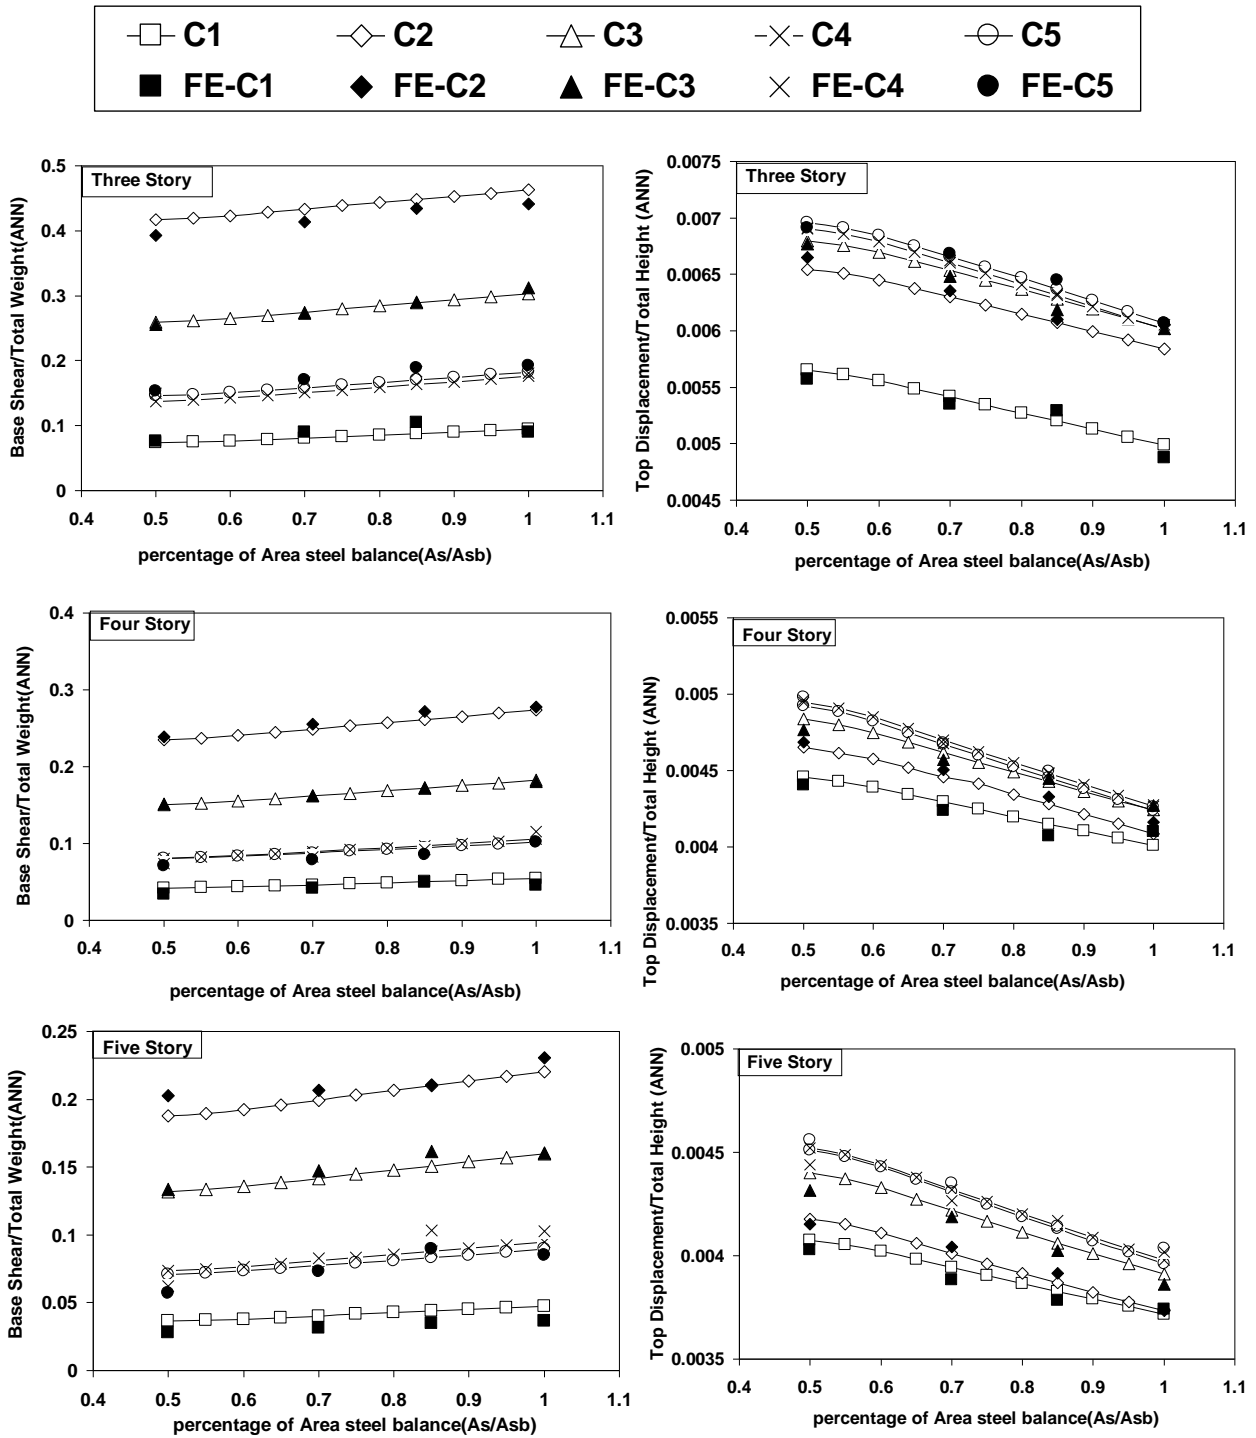 C1 C2 C3 C4 C5
FE-C1 FE-C2 FE-C3 FE-C4 FE-C5
Three Story
Base Shear/Total Weight(ANN)
0.5
0.4
0.3
0.2
0.1
0
0.4 0.5 0.6 0.7 0.8 0.9 1 1.1
percentage of Area steel balance(As/Asb)
Three Story
Top Displacement/Total Height (ANN)
0.0075
0.007
0.0065
0.006
0.0055
0.005
0.0045
0.4 0.5 0.6 0.7 0.8 0.9 1 1.1
percentage of Area steel balance(As/Asb)
Four Story
Base Shear/Total Weight(ANN)
0.4
0.3
0.2
0.1
0
0.4 0.5 0.6 0.7 0.8 0.9 1 1.1
percentage of Area steel balance(As/Asb)
Four Story
Top Displacement/Total Height (ANN)
0.0055
0.005
0.0045
0.004
0.0035
0.4 0.5 0.6 0.7 0.8 0.9 1 1.1
percentage of Area steel balance(As/Asb)
Five Story
Base Shear/Total Weight(ANN)
0.25
0.2
0.15
0.1
0.05
0
0.4 0.5 0.6 0.7 0.8 0.9 1 1.1
percentage of Area steel balance(As/Asb)
Five Story
Top Displacement/Total Height (ANN)
0.005
0.0045
0.004
0.0035
0.4 0.5 0.6 0.7 0.8 0.9 1 1.1
percentage of Area steel balance(As/Asb)